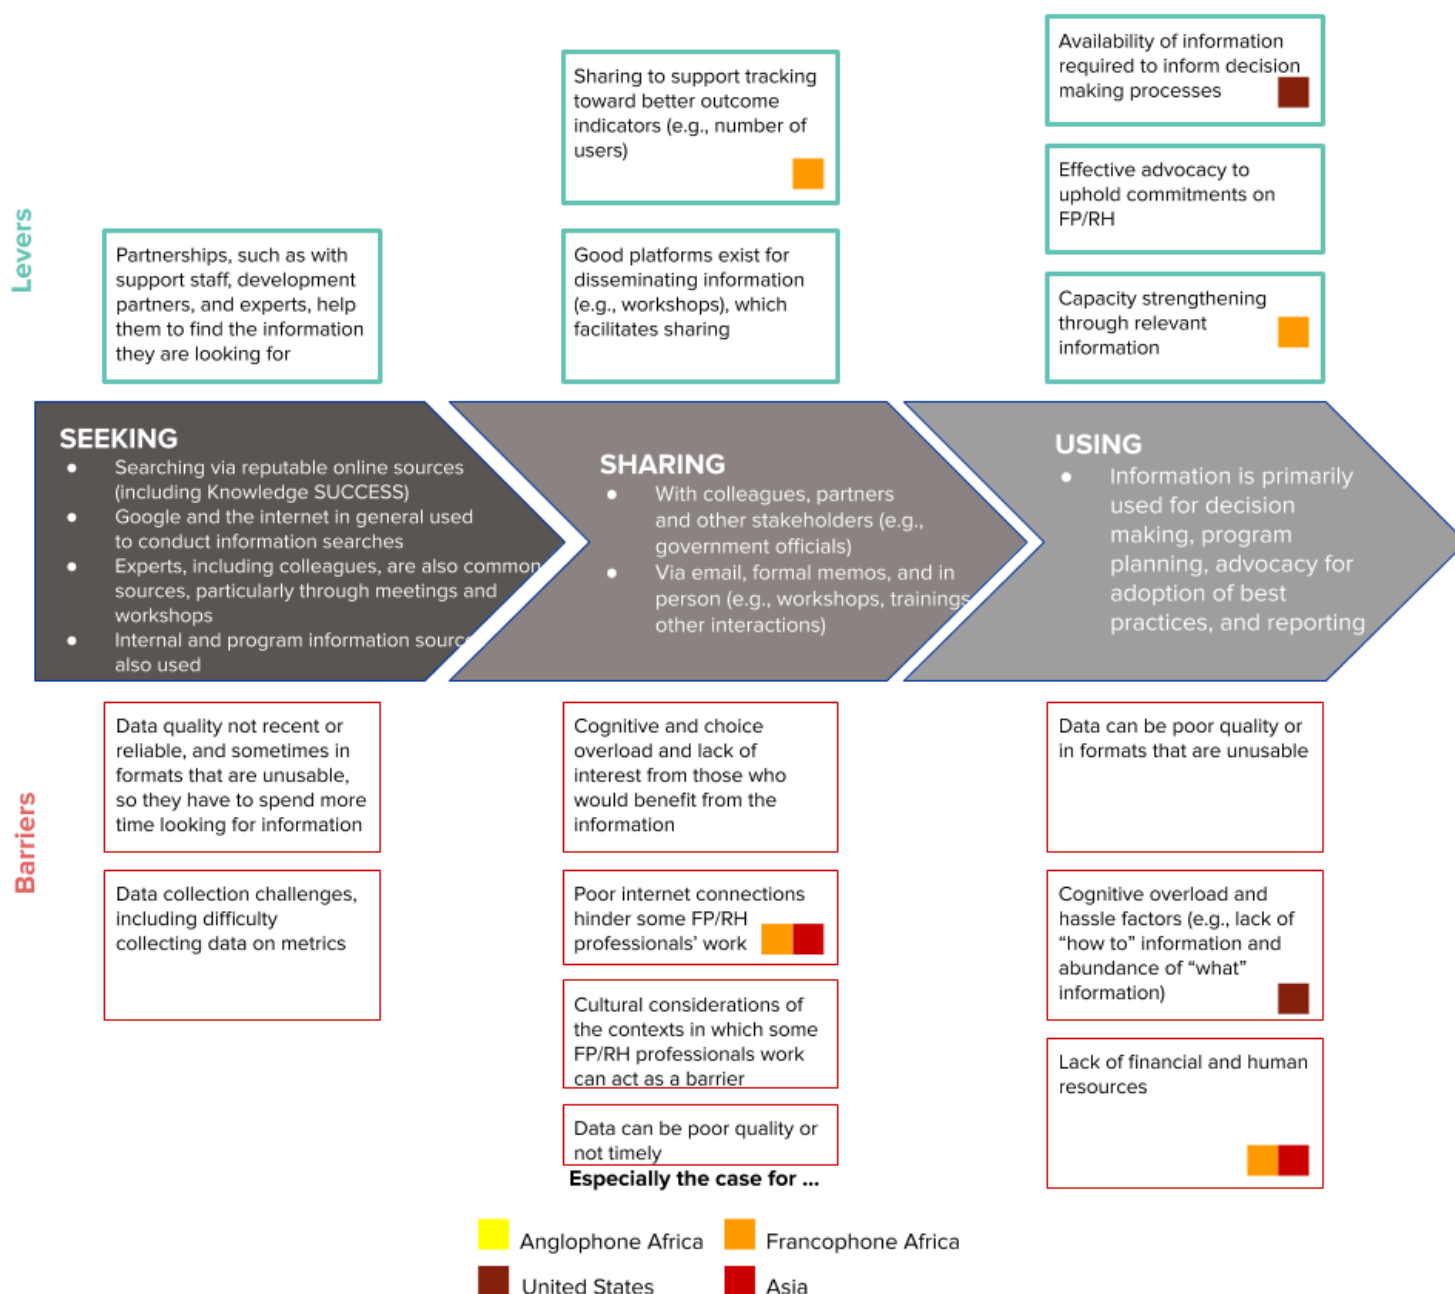 Levers
Partnerships, such as with
support staff, development
partners, and experts, help
them to find the information
they are looking for
Sharing to support tracking
toward better outcome
indicators (e.g., number of
users)
Good platforms exist for
disseminating information
(e.g., workshops), which
facilitates sharing
Availability of information
required to inform decision
making processes
Effective advocacy to
uphold commitments on
FP/RH
Capacity strengthening
through relevant
information
SEEKING
● Searching via reputable online sources
(including Knowledge SUCCESS)
● Google and the internet in general used
to conduct information searches
● Experts, including colleagues, are also common
sources, particularly through meetings and
workshops
● Internal and program information sourc
also used
SHARING
● With colleagues, partners
and other stakeholders (e.g.,
government officials)
● Via email, formal memos, and in
person (e.g., workshops, trainings
other interactions)
USING
● Information is primarily
used for decision
making, program
planning, advocacy for
adoption of best
practices, and reporting
Barriers
Data quality not recent or
reliable, and sometimes in
formats that are unusable,
so they have to spend more
time looking for information
Data collection challenges,
including difficulty
collecting data on metrics
Cognitive and choice
overload and lack of
interest from those who
would benefit from the
information
Poor internet connections
hinder some FP/RH
professionals’ work
Cultural considerations of
the contexts in which some
FP/RH professionals work
can act as a barrier
Data can be poor quality or
not timely
Data can be poor quality or
in formats that are unusable
Cognitive overload and
hassle factors (e.g., lack of
“how to” information and
abundance of “what”
information)
Lack of financial and human
resources
Especially the case for ...
Anglophone Africa
Francophone Africa
United States
Asia